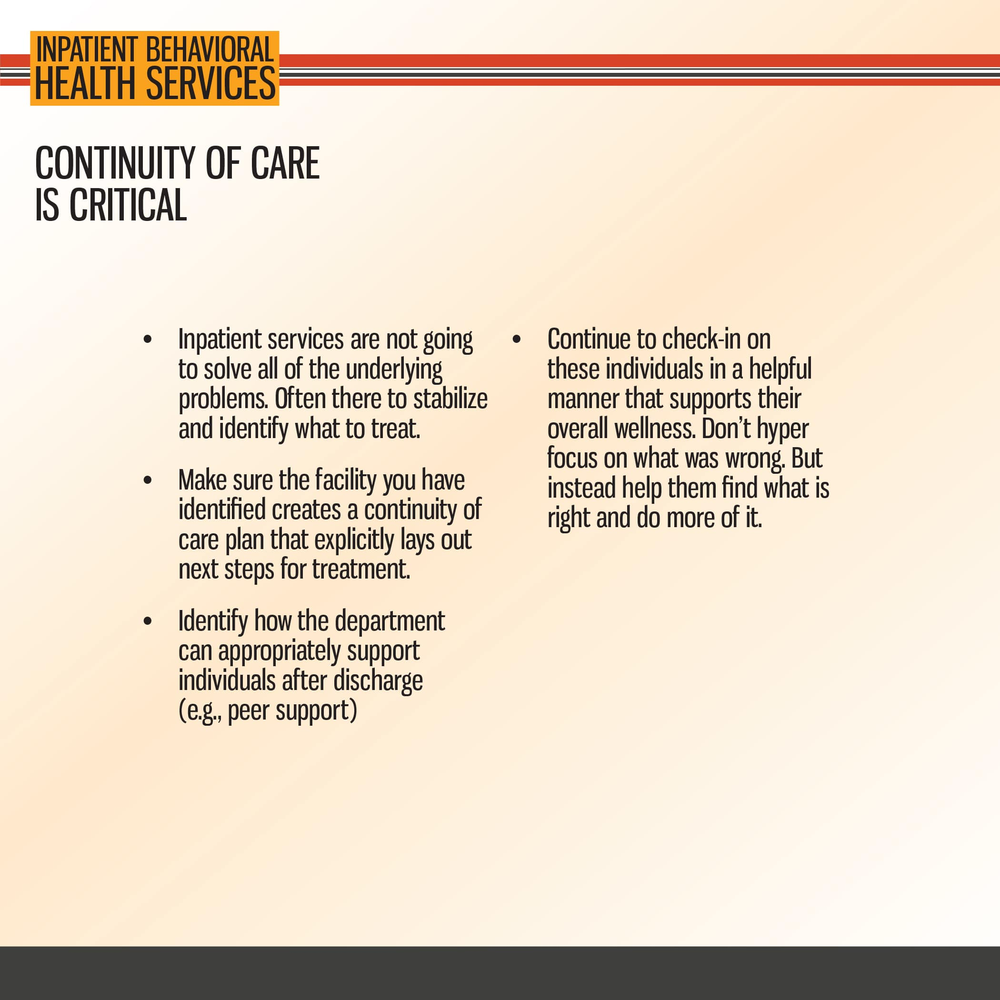 INPATIENT BEHAVIORAL
HEALTH SERVICES
CONTINUITY OF CARE
IS CRITICAL
• Inpatient services are not going
to solve all of the underlying
problems. Often there to stabilize
and identify what to treat.
• Make sure the facility you have
identified creates a continuity of
care plan that explicitly lays out
next steps for treatment.
• Identify how the department
can appropriately support
individuals after discharge
(e.g., peer support)
• Continue to check-in on
these individuals in a helpful
manner that supports their
overall wellness. Don’t hyper
focus on what was wrong. But
instead help them find what is
right and do more of it.